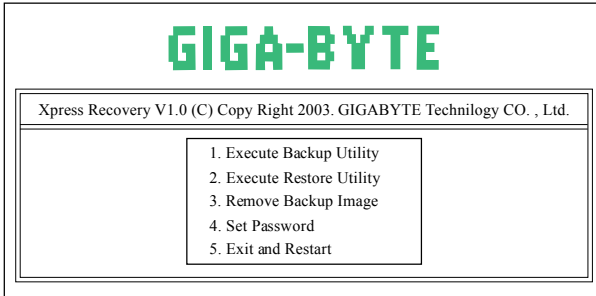 GIGA-BYTE
Xpress Recovery V1.0 (C) Copy Right 2003. GIGABYTE Technilogy CO. , Ltd.
1. Execute Backup Utility
2. Execute Restore Utility
3. Remove Backup Image
4. Set Password
5. Exit and Restart